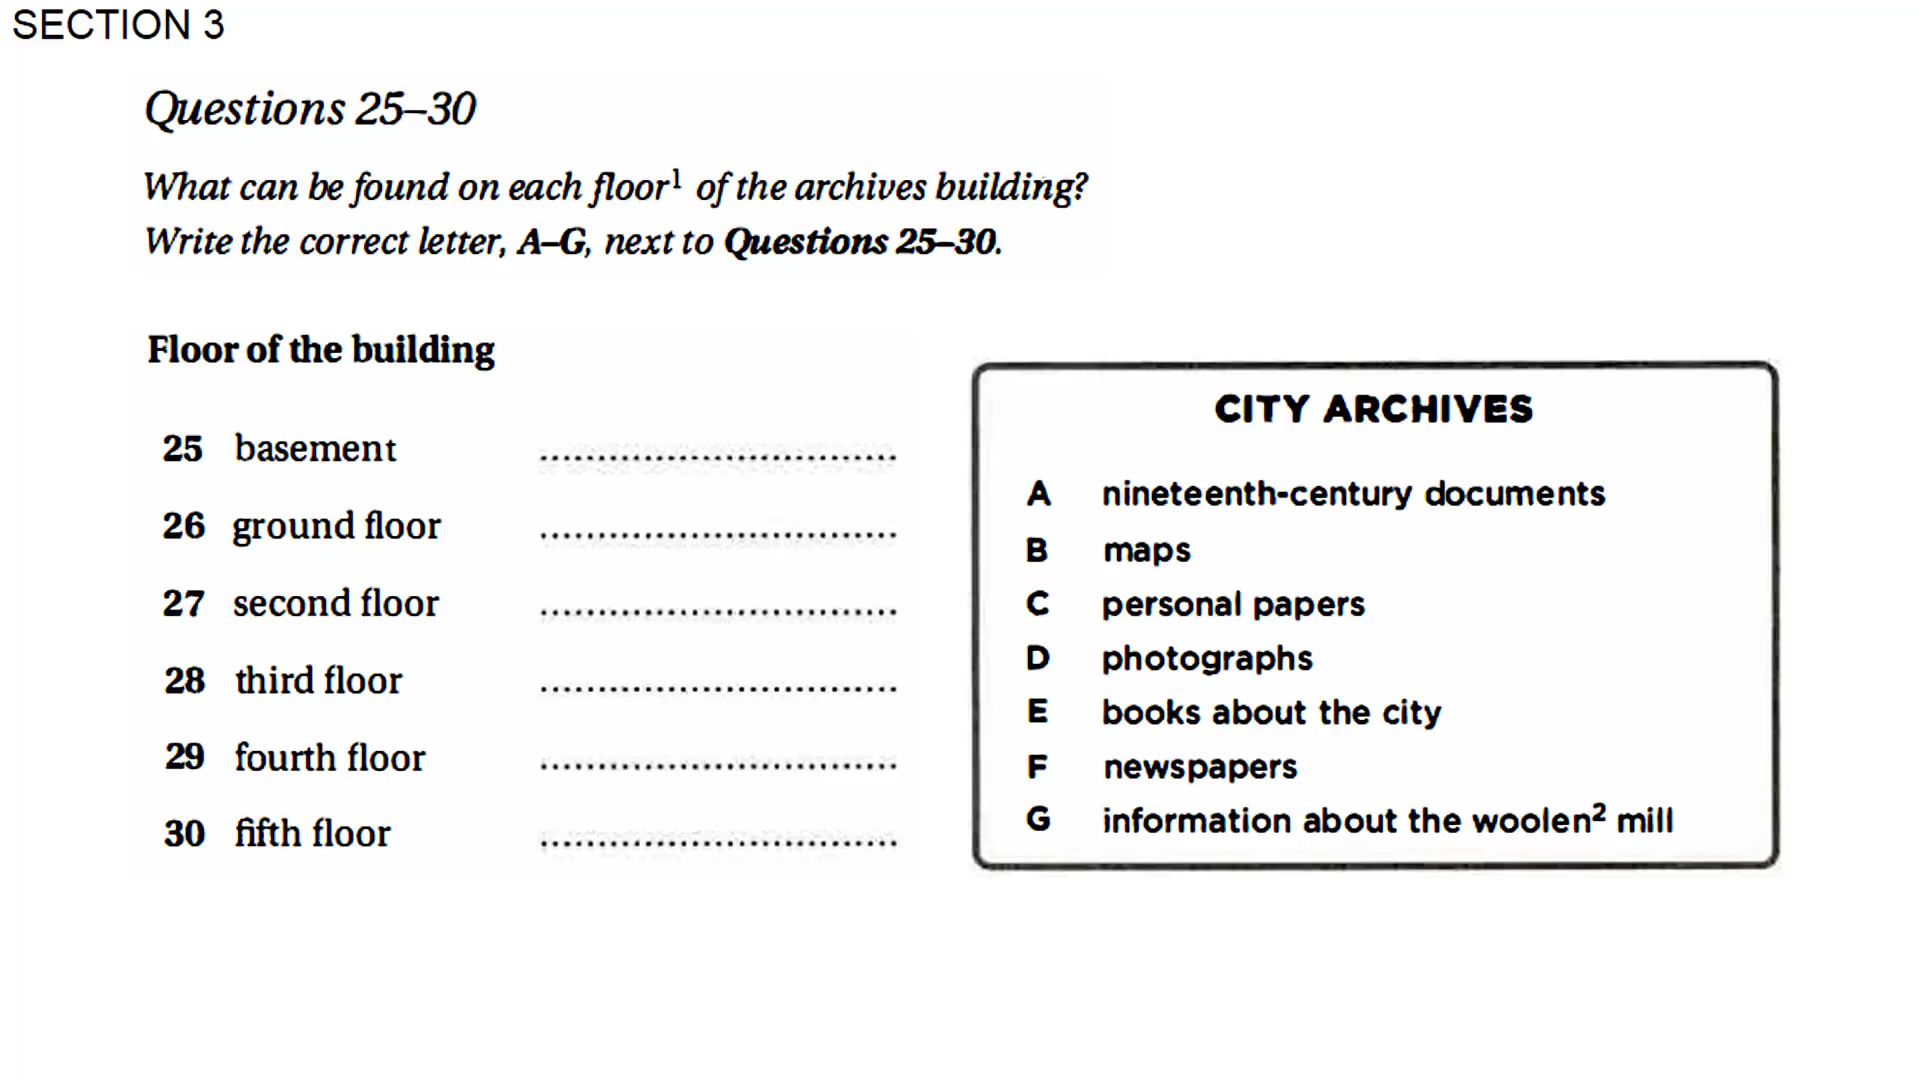 SECTION 3
Questions 25–30
What can be found on each floor¹ of the archives building?
Write the correct letter, A–G, next to Questions 25–30.
Floor of the building
25 basement ..............................
26 ground floor ..............................
27 second floor ..............................
28 third floor ..............................
29 fourth floor ..............................
30 fifth floor ..............................
CITY ARCHIVES
A nineteenth-century documents
B maps
C personal papers
D photographs
E books about the city
F newspapers
G information about the woolen² mill